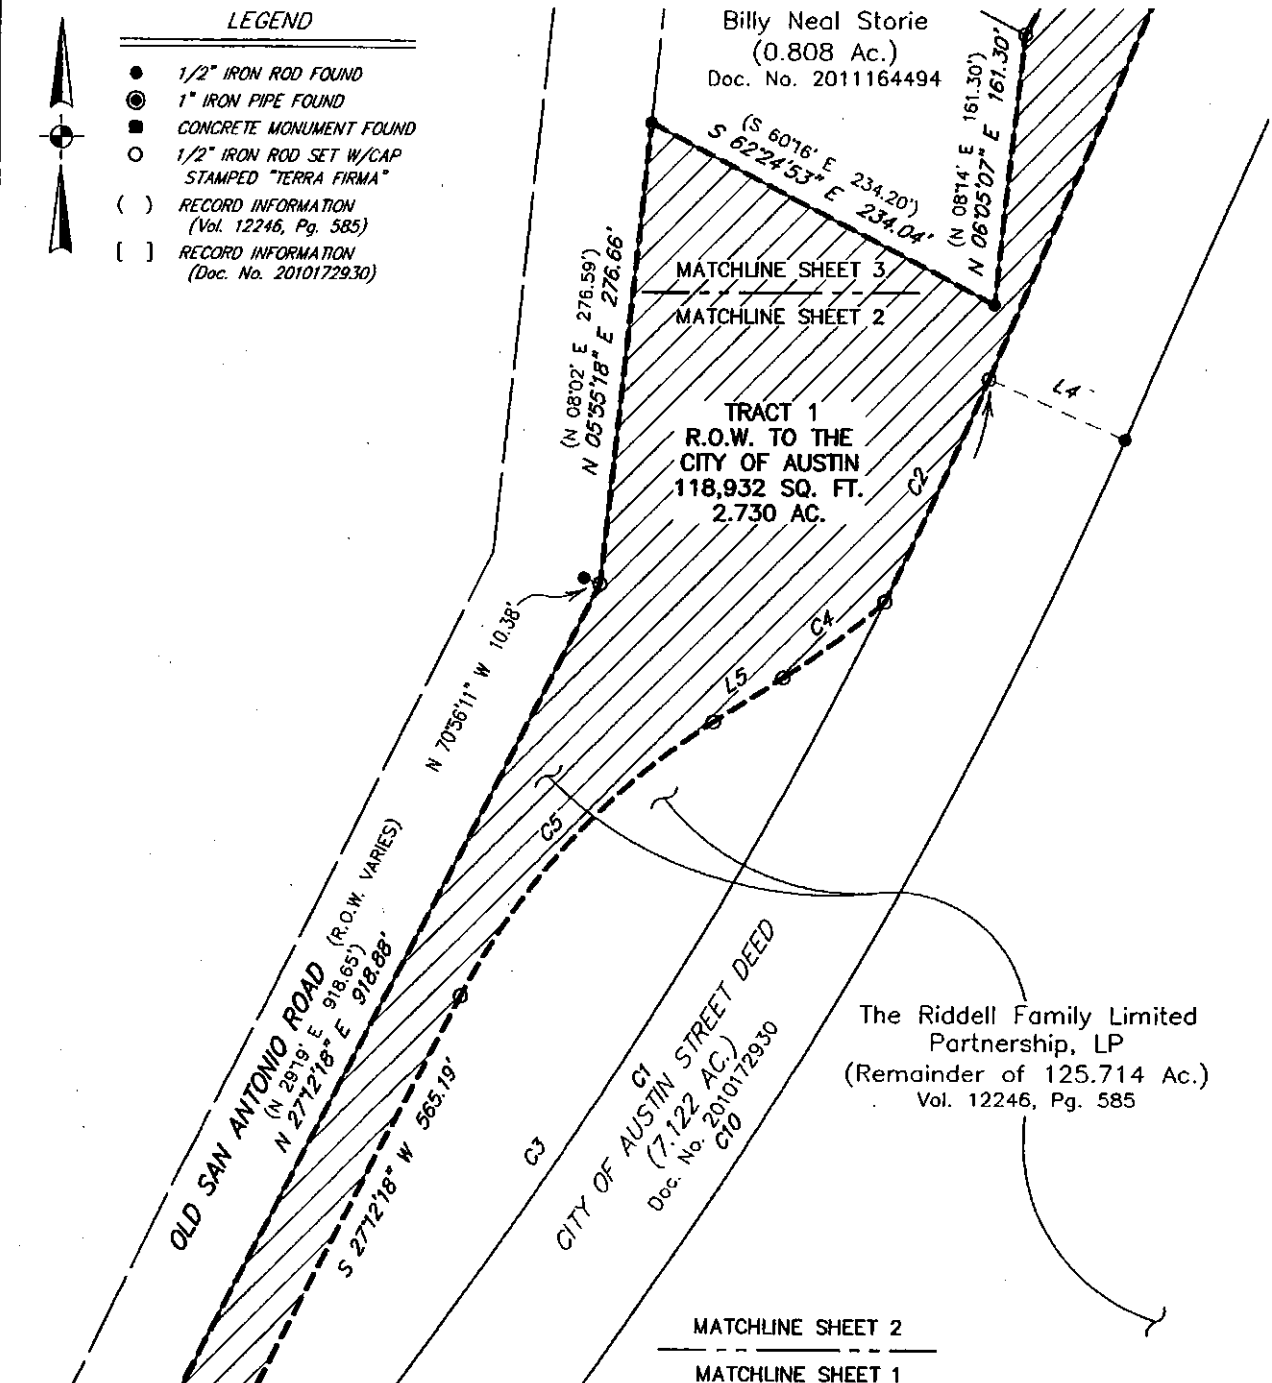 LEGEND
1/2" IRON ROD FOUND
1" IRON PIPE FOUND
CONCRETE MONUMENT FOUND
1/2" IRON ROD SET W/CAP
STAMPED "TERRA FIRMA"
( ) RECORD INFORMATION
(Vol. 12246, Pg. 585)
[ ] RECORD INFORMATION
(Doc. No. 2010172930)
Billy Neal Storie
(0.808 Ac.)
Doc. No. 2011164494
(S 60°16' E 234.20')
S 62°24'53" E 234.04'
(N 08°14' E 161.30')
N 06°05'07" E 161.30'
MATCHLINE SHEET 3
MATCHLINE SHEET 2
(N 08°02' E 276.59')
N 05°55'18" E 276.66'
L4
TRACT 1
R.O.W. TO THE
CITY OF AUSTIN
118,932 SQ. FT.
2.730 AC.
C2
C4
L5
N 70°56'11" W 10.38'
C5
OLD SAN ANTONIO ROAD (R.O.W. VARIES)
(N 29°19' E 918.65')
N 27°12'18" E 918.88'
S 27°12'18" W 565.19'
C3
C1
CITY OF AUSTIN STREET DEED
(7.122 AC.)
Doc. No. 2010172930
C10
The Riddell Family Limited
Partnership, LP
(Remainder of 125.714 Ac.)
Vol. 12246, Pg. 585
MATCHLINE SHEET 2
MATCHLINE SHEET 1